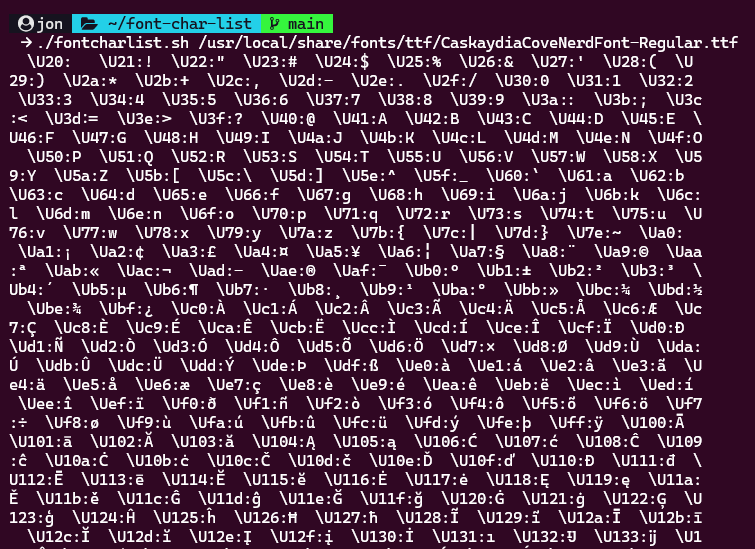 jon ~/font-char-list main
→./fontcharlist.sh /usr/local/share/fonts/ttf/CaskaydiaCoveNerdFont-Regular.ttf
\U20:   \U21:!  \U22:"  \U23:#  \U24:$  \U25:%  \U26:&  \U27:'  \U28:(  \U
29:)  \U2a:*  \U2b:+  \U2c:,  \U2d:-  \U2e:.  \U2f:/  \U30:0  \U31:1  \U32:2
\U33:3  \U34:4  \U35:5  \U36:6  \U37:7  \U38:8  \U39:9  \U3a::  \U3b:;  \U3c
:<  \U3d:=  \U3e:>  \U3f:?  \U40:@  \U41:A  \U42:B  \U43:C  \U44:D  \U45:E  \
U46:F  \U47:G  \U48:H  \U49:I  \U4a:J  \U4b:K  \U4c:L  \U4d:M  \U4e:N  \U4f:O
\U50:P  \U51:Q  \U52:R  \U53:S  \U54:T  \U55:U  \U56:V  \U57:W  \U58:X  \U5
9:Y  \U5a:Z  \U5b:[  \U5c:\  \U5d:]  \U5e:^  \U5f:_  \U60:`  \U61:a  \U62:b
\U63:c  \U64:d  \U65:e  \U66:f  \U67:g  \U68:h  \U69:i  \U6a:j  \U6b:k  \U6c:
l  \U6d:m  \U6e:n  \U6f:o  \U70:p  \U71:q  \U72:r  \U73:s  \U74:t  \U75:u  \U
76:v  \U77:w  \U78:x  \U79:y  \U7a:z  \U7b:{  \U7c:|  \U7d:}  \U7e:~  \Ua0:
\Ua1:¡  \Ua2:¢  \Ua3:£  \Ua4:¤  \Ua5:¥  \Ua6:¦  \Ua7:§  \Ua8:¨  \Ua9:©  \Uaa
:ª  \Uab:«  \Uac:¬  \Uad:-  \Uae:®  \Uaf:¯  \Ub0:°  \Ub1:±  \Ub2:²  \Ub3:³  \
Ub4:´  \Ub5:µ  \Ub6:¶  \Ub7:·  \Ub8:¸  \Ub9:¹  \Uba:º  \Ubb:»  \Ubc:¼  \Ubd:½
\Ube:¾  \Ubf:¿  \Uc0:À  \Uc1:Á  \Uc2:Â  \Uc3:Ã  \Uc4:Ä  \Uc5:Å  \Uc6:Æ  \Uc
7:Ç  \Uc8:È  \Uc9:É  \Uca:Ê  \Ucb:Ë  \Ucc:Ì  \Ucd:Í  \Uce:Î  \Ucf:Ï  \Ud0:Ð
\Ud1:Ñ  \Ud2:Ò  \Ud3:Ó  \Ud4:Ô  \Ud5:Õ  \Ud6:Ö  \Ud7:×  \Ud8:Ø  \Ud9:Ù  \Uda:
Ú  \Udb:Û  \Udc:Ü  \Udd:Ý  \Ude:Þ  \Udf:ß  \Ue0:à  \Ue1:á  \Ue2:â  \Ue3:ã  \U
e4:ä  \Ue5:å  \Ue6:æ  \Ue7:ç  \Ue8:è  \Ue9:é  \Uea:ê  \Ueb:ë  \Uec:ì  \Ued:í
\Uee:î  \Uef:ï  \Uf0:ð  \Uf1:ñ  \Uf2:ò  \Uf3:ó  \Uf4:ô  \Uf5:õ  \Uf6:ö  \Uf7
:÷  \Uf8:ø  \Uf9:ù  \Ufa:ú  \Ufb:û  \Ufc:ü  \Ufd:ý  \Ufe:þ  \Uff:ÿ  \U100:Ā
\U101:ā  \U102:Ă  \U103:ă  \U104:Ą  \U105:ą  \U106:Ć  \U107:ć  \U108:Ĉ  \U109
:ĉ  \U10a:Ċ  \U10b:ċ  \U10c:Č  \U10d:č  \U10e:Ď  \U10f:ď  \U110:Đ  \U111:đ  \
U112:Ē  \U113:ē  \U114:Ĕ  \U115:ĕ  \U116:Ė  \U117:ė  \U118:Ę  \U119:ę  \U11a:
Ě  \U11b:ě  \U11c:Ĝ  \U11d:ĝ  \U11e:Ğ  \U11f:ğ  \U120:Ġ  \U121:ġ  \U122:Ģ  \U
123:ģ  \U124:Ĥ  \U125:ĥ  \U126:Ħ  \U127:ħ  \U128:Ĩ  \U129:ĩ  \U12a:Ī  \U12b:ī
\U12c:Ĭ  \U12d:ĭ  \U12e:Į  \U12f:į  \U130:İ  \U131:ı  \U132:Ĳ  \U133:ĳ  \U1